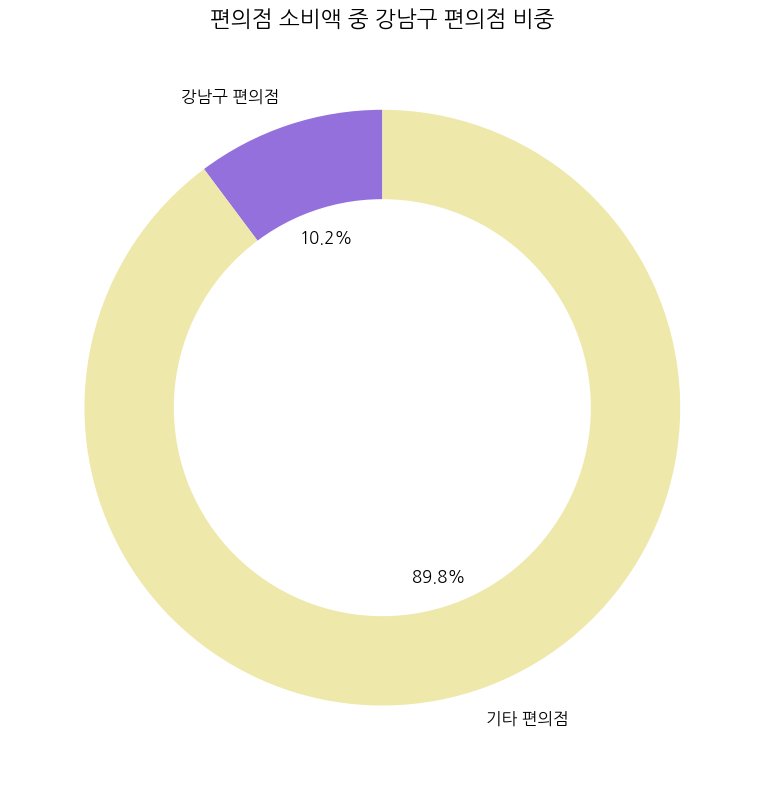 편의점 소비액 중 강남구 편의점 비중
강남구 편의점
10.2%
89.8%
기타 편의점